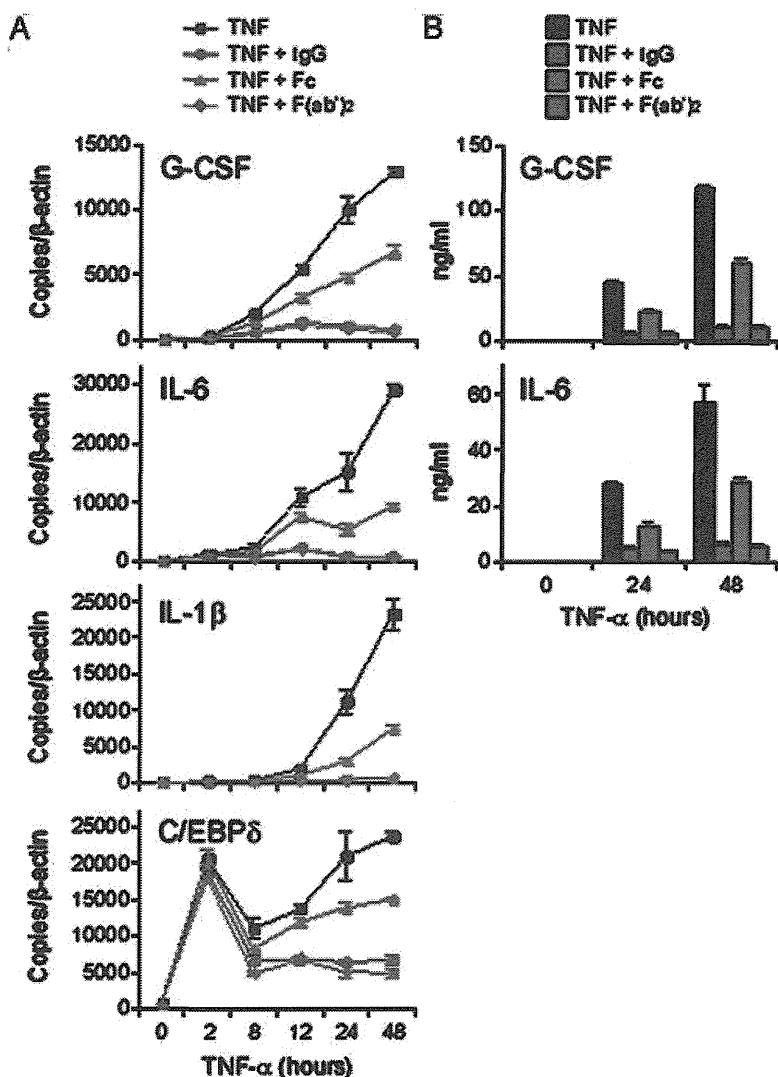 A
TNF
TNF + IgG
TNF + Fc
TNF + F(ab')2
G-CSF
Copies/β-actin
15000
10000
5000
0
IL-6
Copies/β-actin
30000
20000
10000
0
IL-1β
Copies/β-actin
25000
20000
15000
10000
5000
0
C/EBPδ
Copies/β-actin
25000
20000
15000
10000
5000
0
0 2 8 12 24 48
TNF-α (hours)
B
TNF
TNF + IgG
TNF + Fc
TNF + F(ab')2
G-CSF
ng/ml
150
100
50
0
IL-6
ng/ml
60
40
20
0
0 24 48
TNF-α (hours)